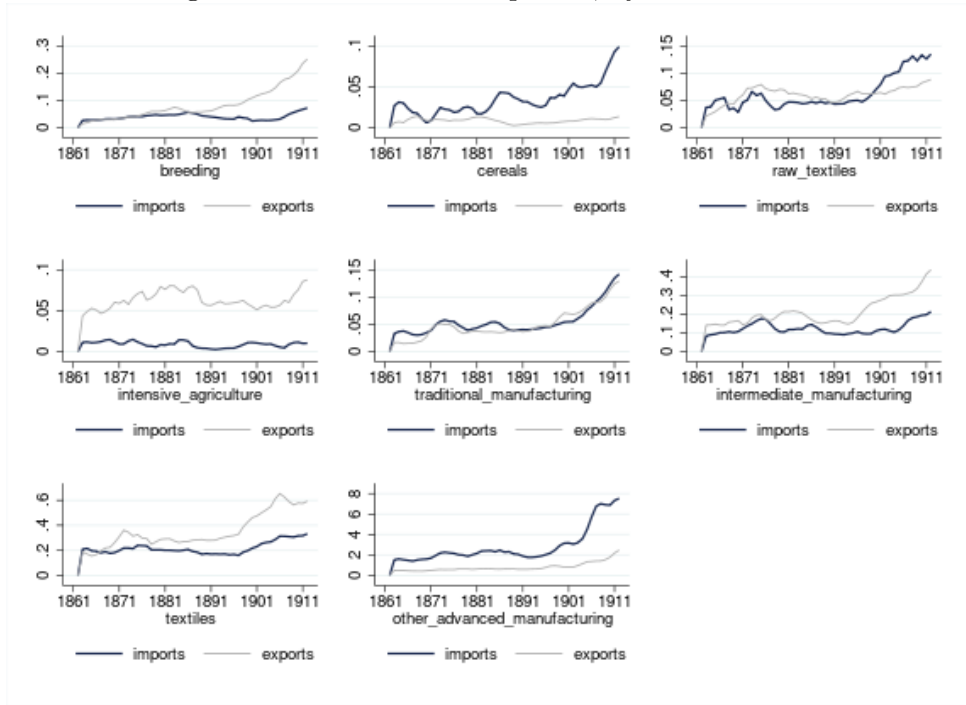 .3
.2
.1
0
1861 1871 1881 1891 1901 1911
breeding
imports exports
.1
.05
0
1861 1871 1881 1891 1901 1911
cereals
imports exports
.15
.1
.05
0
1861 1871 1881 1891 1901 1911
raw_textiles
imports exports
.1
.05
0
1861 1871 1881 1891 1901 1911
intensive_agriculture
imports exports
.15
.1
.05
0
1861 1871 1881 1891 1901 1911
traditional_manufacturing
imports exports
.4
.3
.2
.1
0
1861 1871 1881 1891 1901 1911
intermediate_manufacturing
imports exports
.6
.4
.2
0
1861 1871 1881 1891 1901 1911
textiles
imports exports
8
6
4
2
0
1861 1871 1881 1891 1901 1911
other_advanced_manufacturing
imports exports